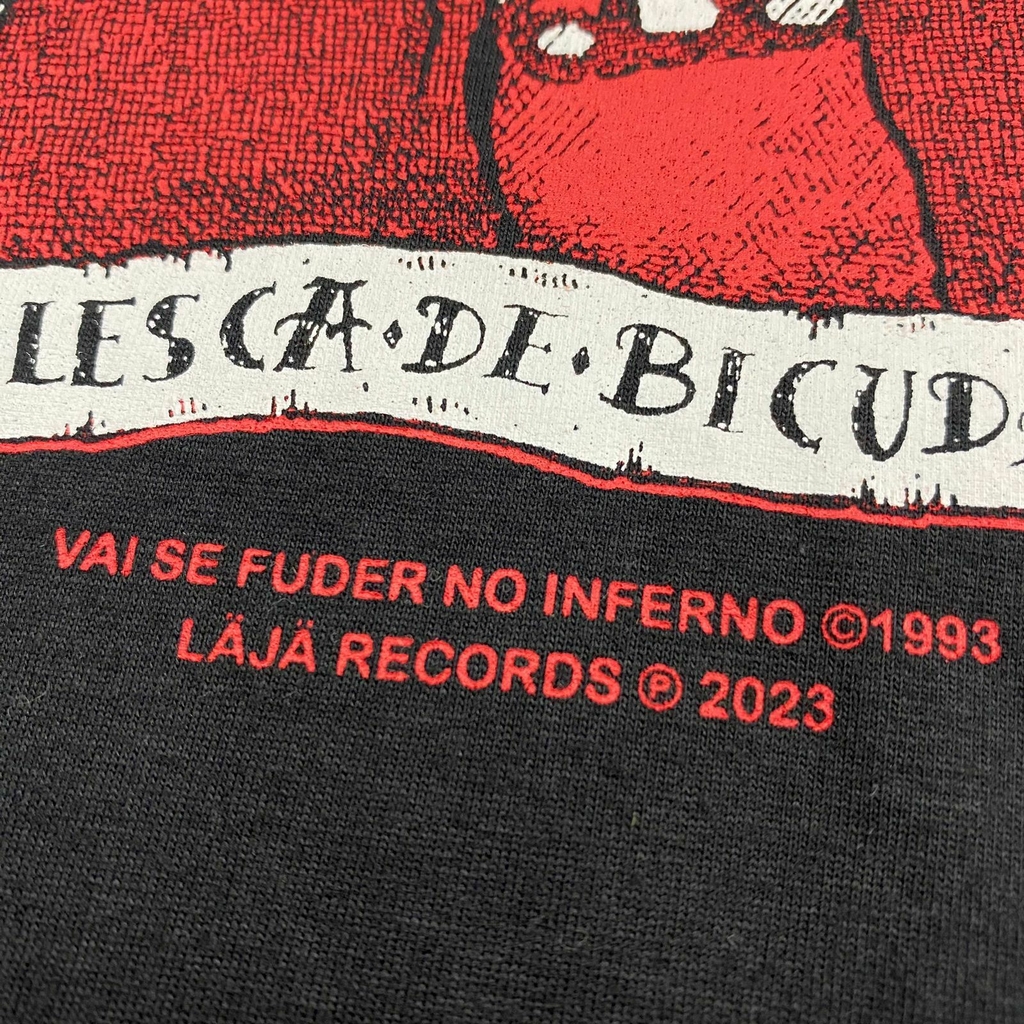 LESCA·DE·BICUD
VAI SE FUDER NO INFERNO ©1993
LÄJÄ RECORDS ℗ 2023